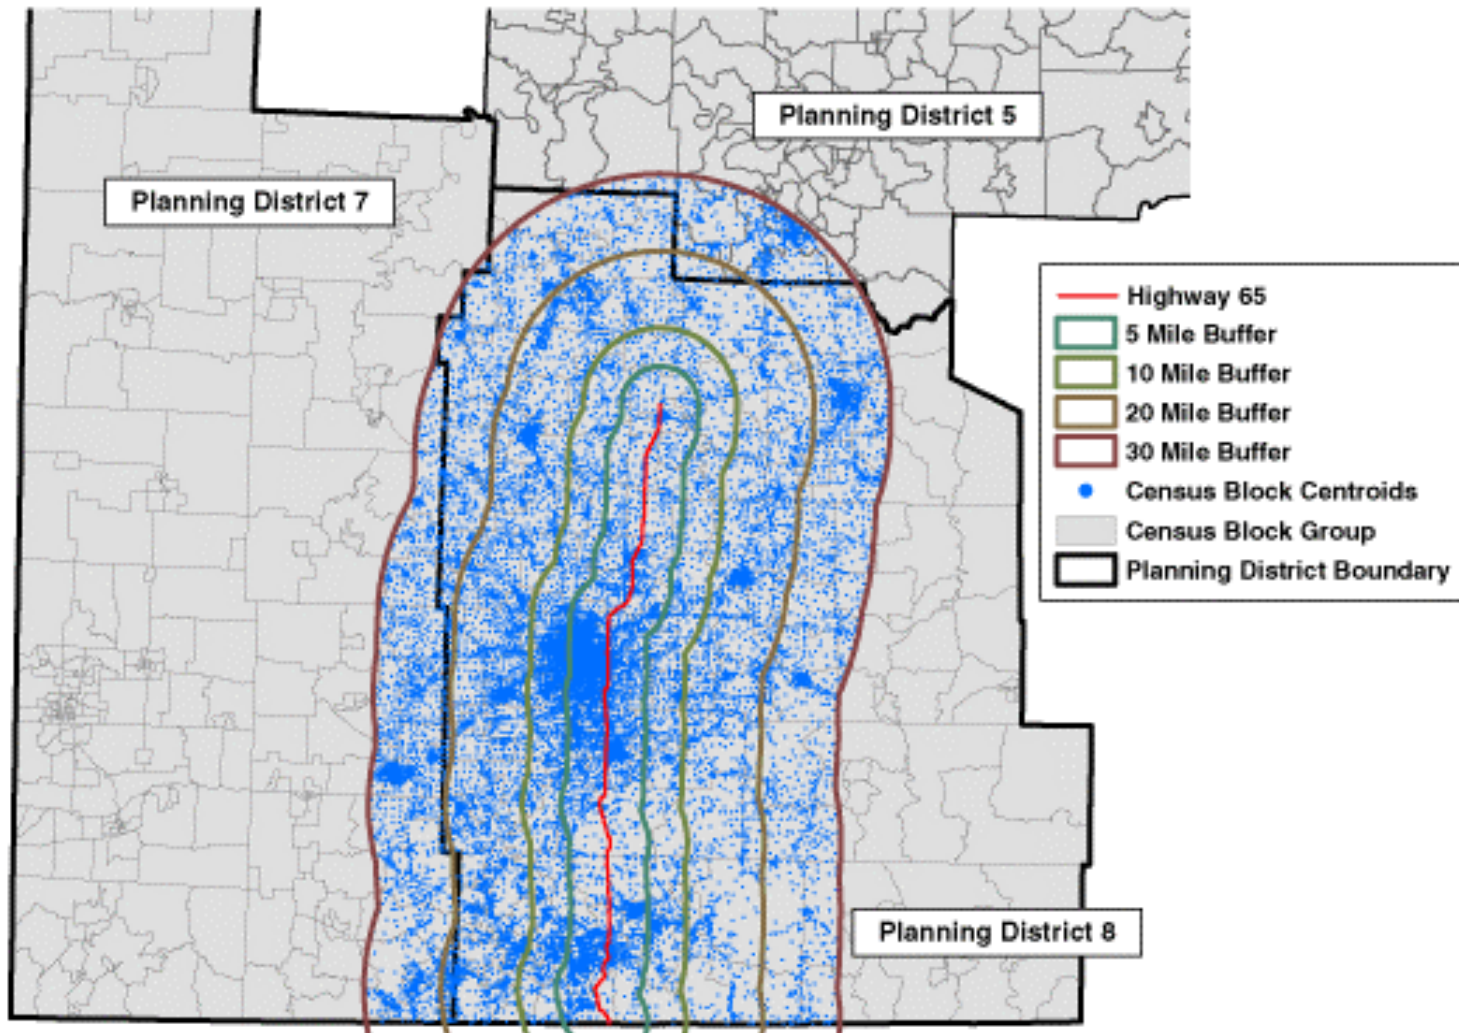 Planning District 5
Planning District 7
Highway 65
5 Mile Buffer
10 Mile Buffer
20 Mile Buffer
30 Mile Buffer
Census Block Centroids
Census Block Group
Planning District Boundary
Planning District 8